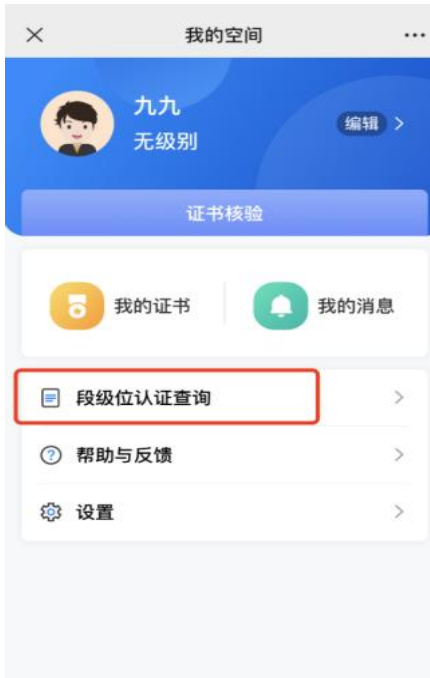 我的空间
九九
无级别
编辑
证书核验
我的证书
我的消息
段级位认证查询
帮助与反馈
设置